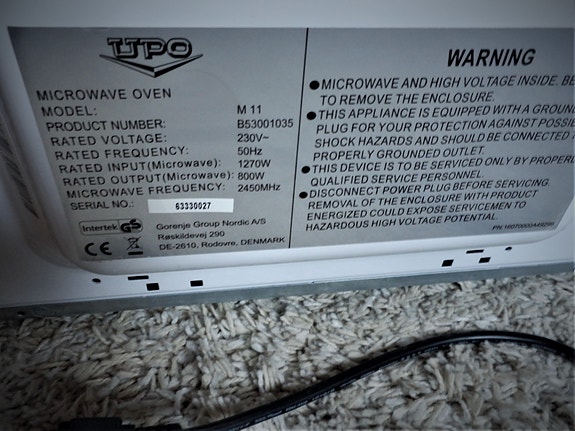 UPO
MICROWAVE OVEN
MODEL: M 11
PRODUCT NUMBER: B53001035
RATED VOLTAGE: 230V~
RATED FREQUENCY: 50Hz
RATED INPUT(Microwave): 1270W
RATED OUTPUT(Microwave): 800W
MICROWAVE FREQUENCY: 2450MHz
SERIAL NO.: 63330027
Intertek GS
CE
Gorenje Group Nordic A/S
Røskildevej 290
DE-2610, Rodovre, DENMARK
WARNING
●MICROWAVE AND HIGH VOLTAGE INSIDE. BE
TO REMOVE THE ENCLOSURE.
●THIS APPLIANCE IS EQUIPPED WITH A GROUN
PLUG FOR YOUR PROTECTION AGAINST POSSI
SHOCK HAZARDS AND SHOULD BE CONNECTED
PROPERLY GROUNDED OUTLET.
●THIS DEVICE IS TO BE SERVICED ONLY BY PROPERL
QUALIFIED SERVICE PERSONNEL.
●DISCONNECT POWER PLUG BEFORE SERVICING.
REMOVAL OF THE ENCLOSURE WITH PRODUCT
ENERGIZED COULD EXPOSE SERVICEMEN TO
HAZARDOUS HIGH VOLTAGE POTENTIAL.